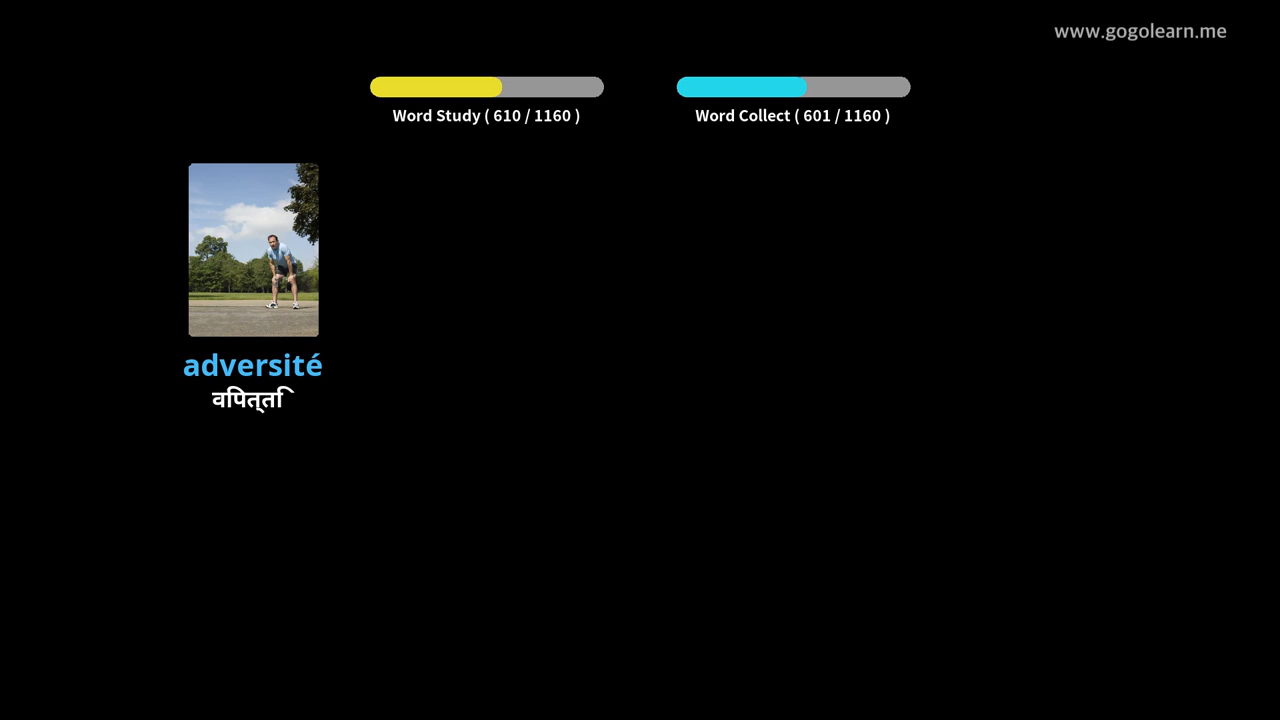 www.gogolearn.me
Word Study ( 610 / 1160 )
Word Collect ( 601 / 1160 )
adversité
विपत्ति